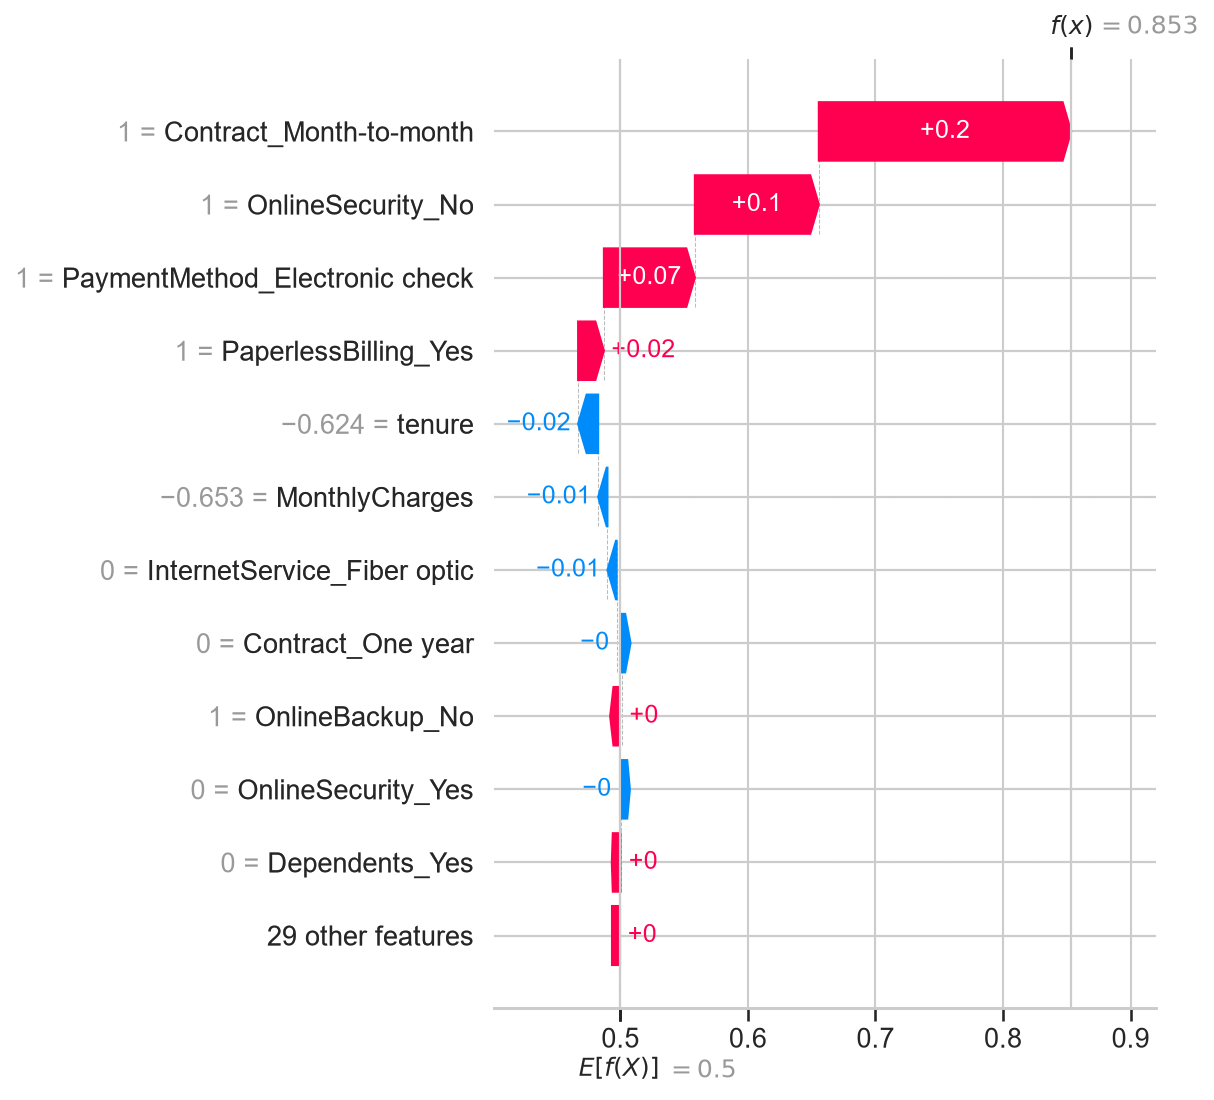 f(x) = 0.853
1 = Contract_Month-to-month +0.2
1 = OnlineSecurity_No +0.1
1 = PaymentMethod_Electronic check +0.07
1 = PaperlessBilling_Yes +0.02
−0.624 = tenure −0.02
−0.653 = MonthlyCharges −0.01
0 = InternetService_Fiber optic −0.01
0 = Contract_One year −0
1 = OnlineBackup_No +0
0 = OnlineSecurity_Yes −0
0 = Dependents_Yes +0
29 other features +0
0.5 0.6 0.7 0.8 0.9
E[f(X)] = 0.5